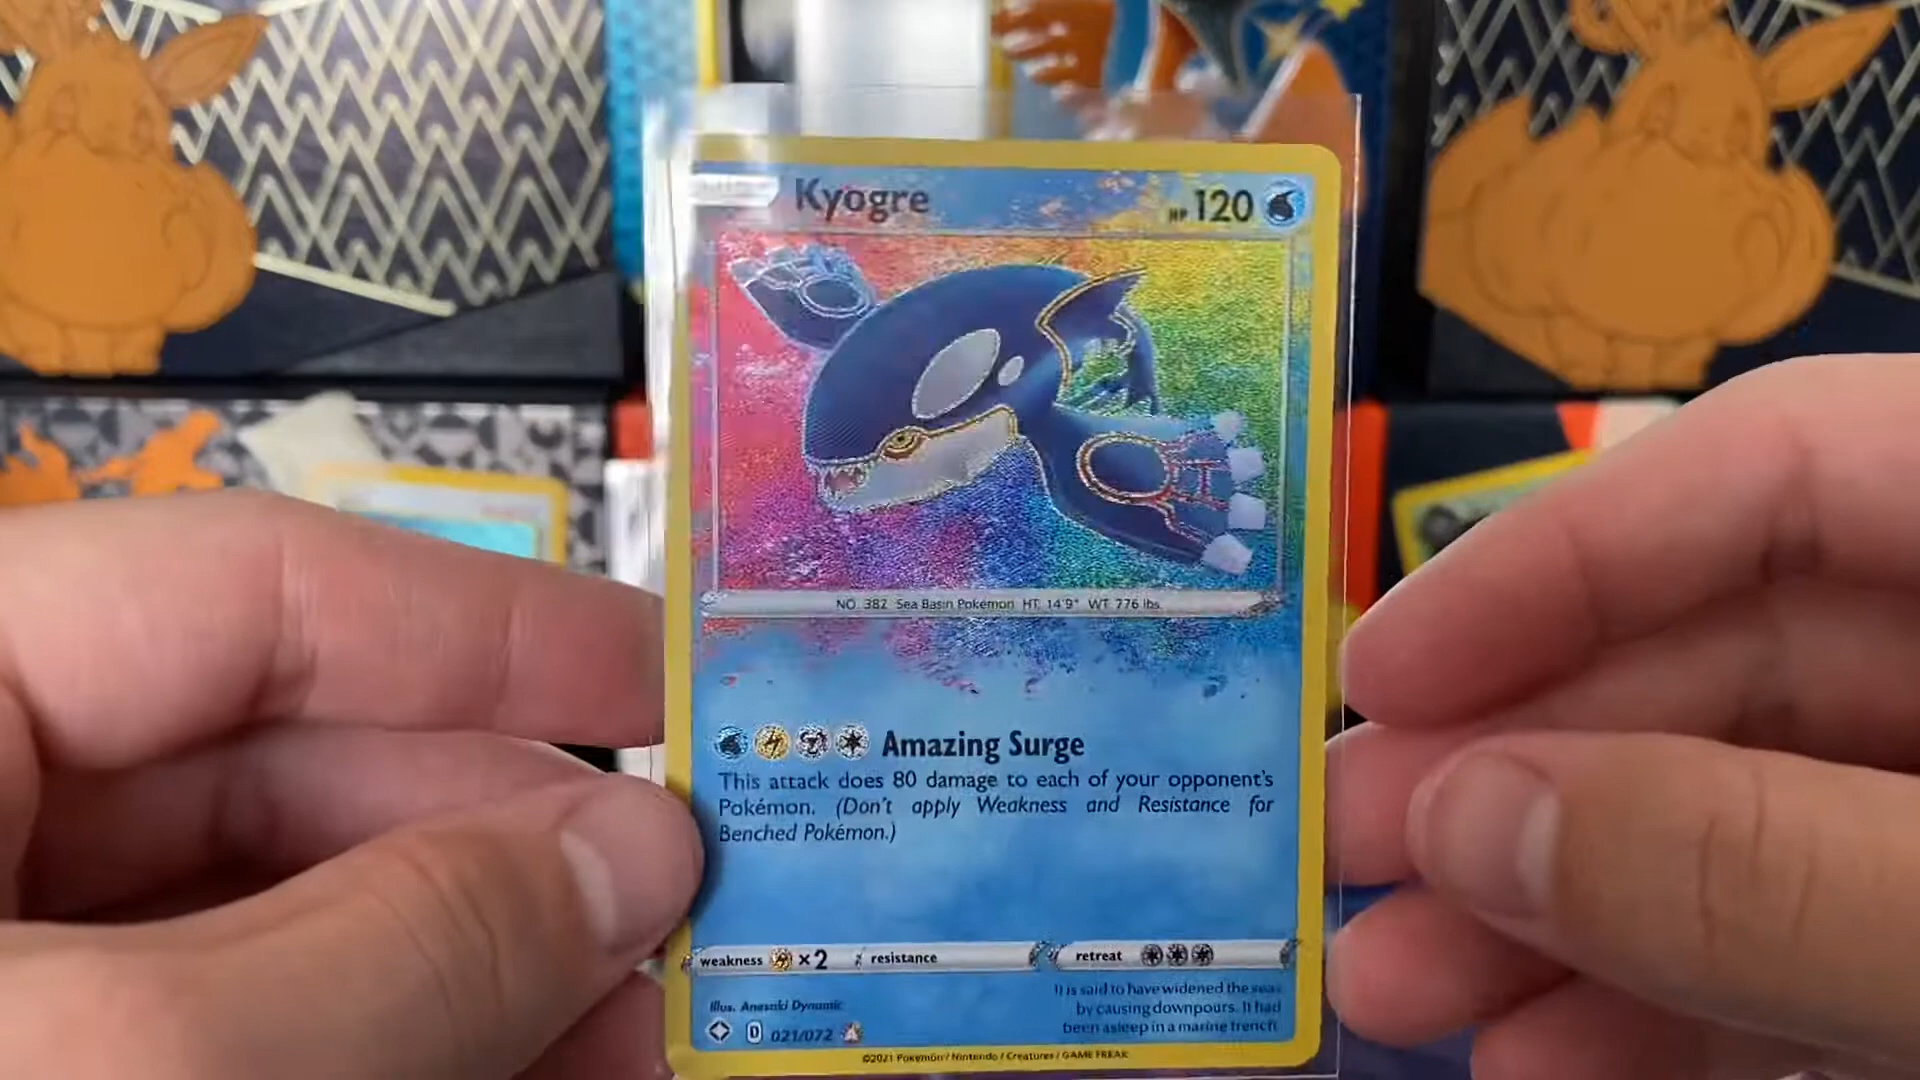 Kyogre
HP 120
NO. 382 Sea Basin Pokémon HT: 14'9" WT: 776 lbs.
Amazing Surge
This attack does 80 damage to each of your opponent's
Pokémon. (Don't apply Weakness and Resistance for
Benched Pokémon.)
weakness ×2 resistance retreat
Illus. Anesaki Dynamic
It is said to have widened the seas
by causing downpours. It had
been asleep in a marine trench.
D 021/072
©2021 Pokémon / Nintendo / Creatures / GAME FREAK